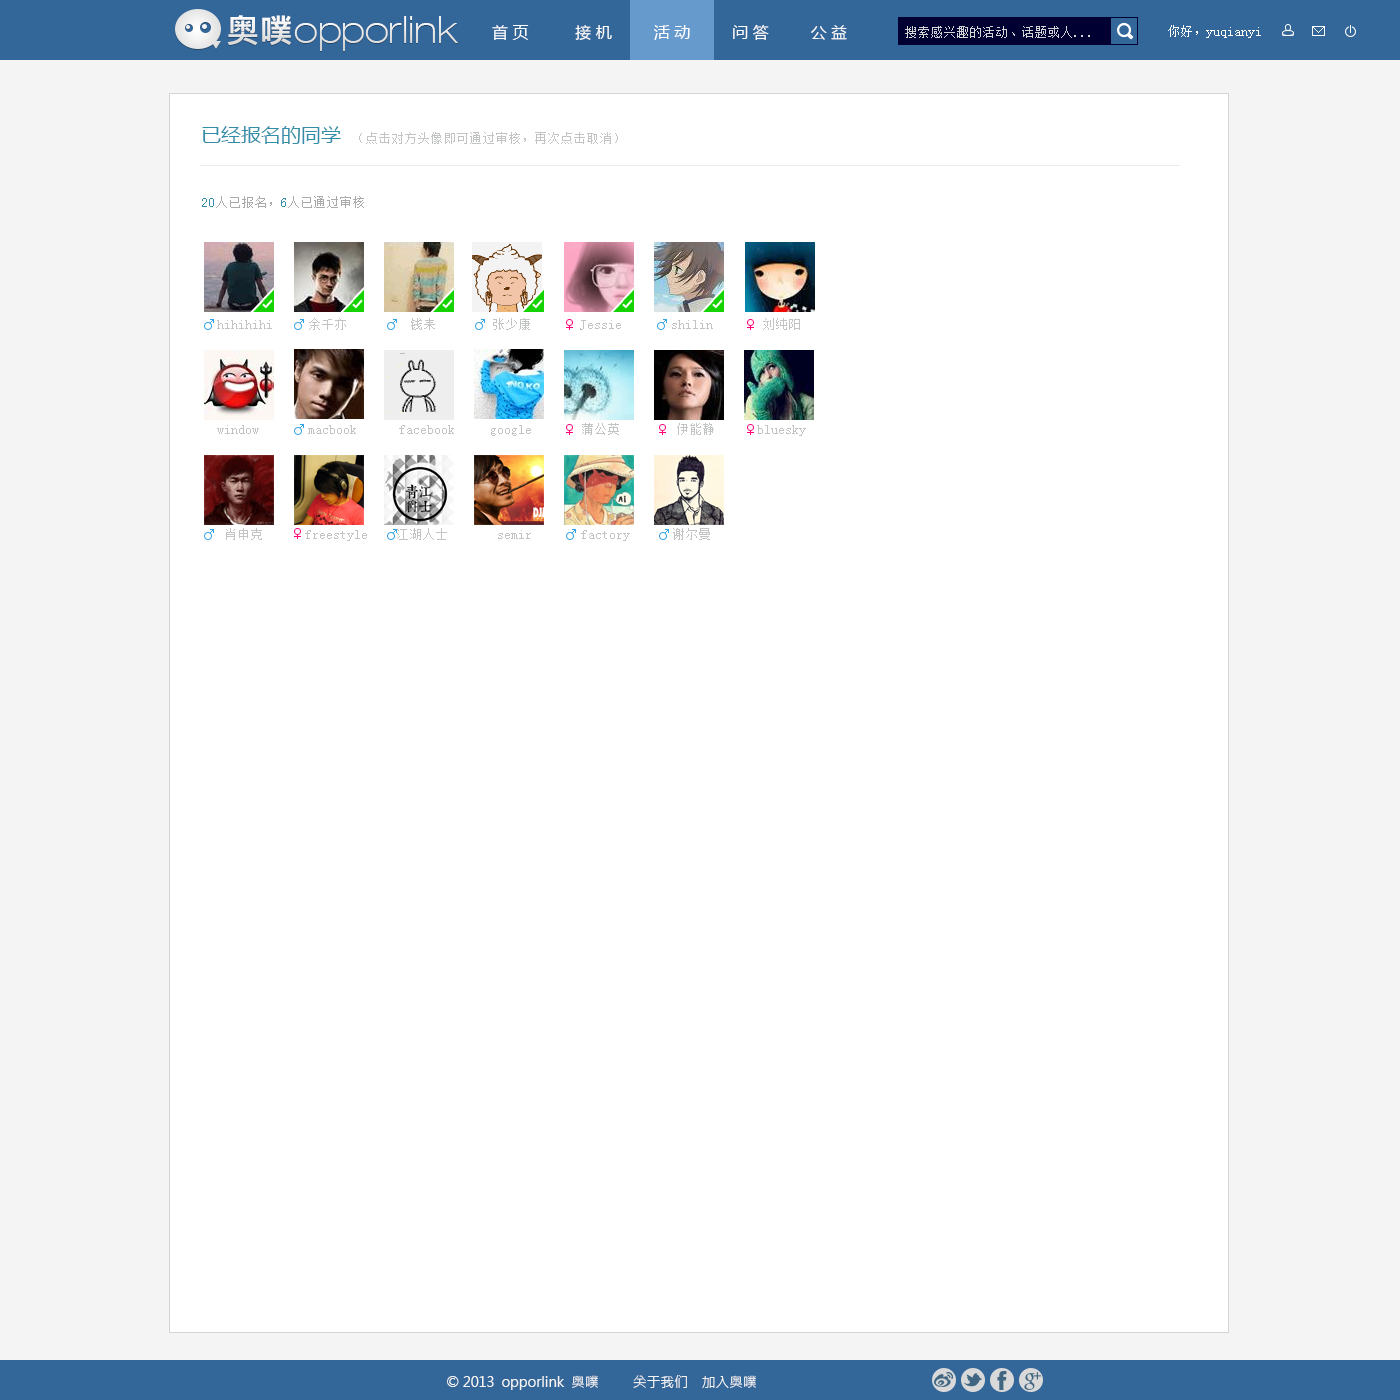 奥噗opporlink 首页 接机 活动 问答 公益 搜索感兴趣的活动、话题或人... 你好，yuqianyi
已经报名的同学 （点击对方头像即可通过审核，再次点击取消）
20人已报名，6人已通过审核
♂hihihihi ♂余千亦 ♂钱未 ♂张少康 ♀Jessie ♂shilin ♀刘纯阳
window ♂macbook facebook google ♀蒲公英 ♀伊能静 ♀bluesky
青江
爵士
♂肖申克 ♀freestyle ♂江湖人士 semir ♂factory ♂谢尔曼
© 2013 opporlink 奥噗 关于我们 加入奥噗